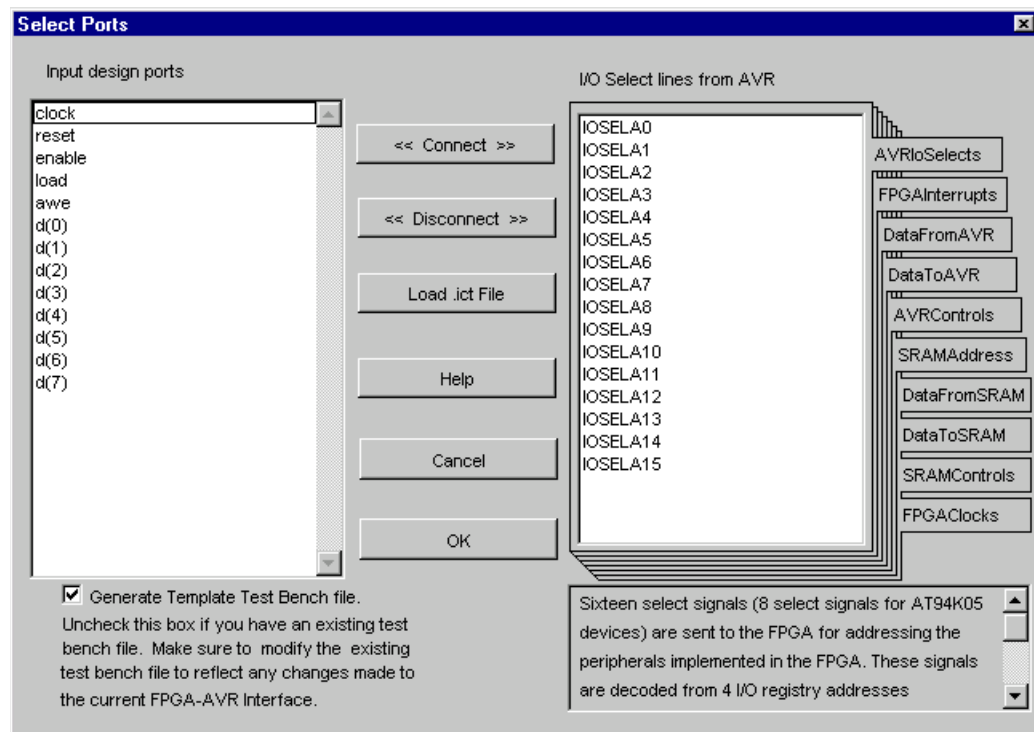 Select Ports
Input design ports
clock
reset
enable
load
awe
d(0)
d(1)
d(2)
d(3)
d(4)
d(5)
d(6)
d(7)
<< Connect >>
<< Disconnect >>
Load .ict File
Help
Cancel
OK
I/O Select lines from AVR
IOSELA0
IOSELA1
IOSELA2
IOSELA3
IOSELA4
IOSELA5
IOSELA6
IOSELA7
IOSELA8
IOSELA9
IOSELA10
IOSELA11
IOSELA12
IOSELA13
IOSELA14
IOSELA15
AVRIoSelects
FPGAInterrupts
DataFromAVR
DataToAVR
AVRControls
SRAMAddress
DataFromSRAM
DataToSRAM
SRAMControls
FPGAClocks
Generate Template Test Bench file.
Uncheck this box if you have an existing test
bench file. Make sure to modify the existing
test bench file to reflect any changes made to
the current FPGA-AVR Interface.
Sixteen select signals (8 select signals for AT94K05
devices) are sent to the FPGA for addressing the
peripherals implemented in the FPGA. These signals
are decoded from 4 I/O registry addresses